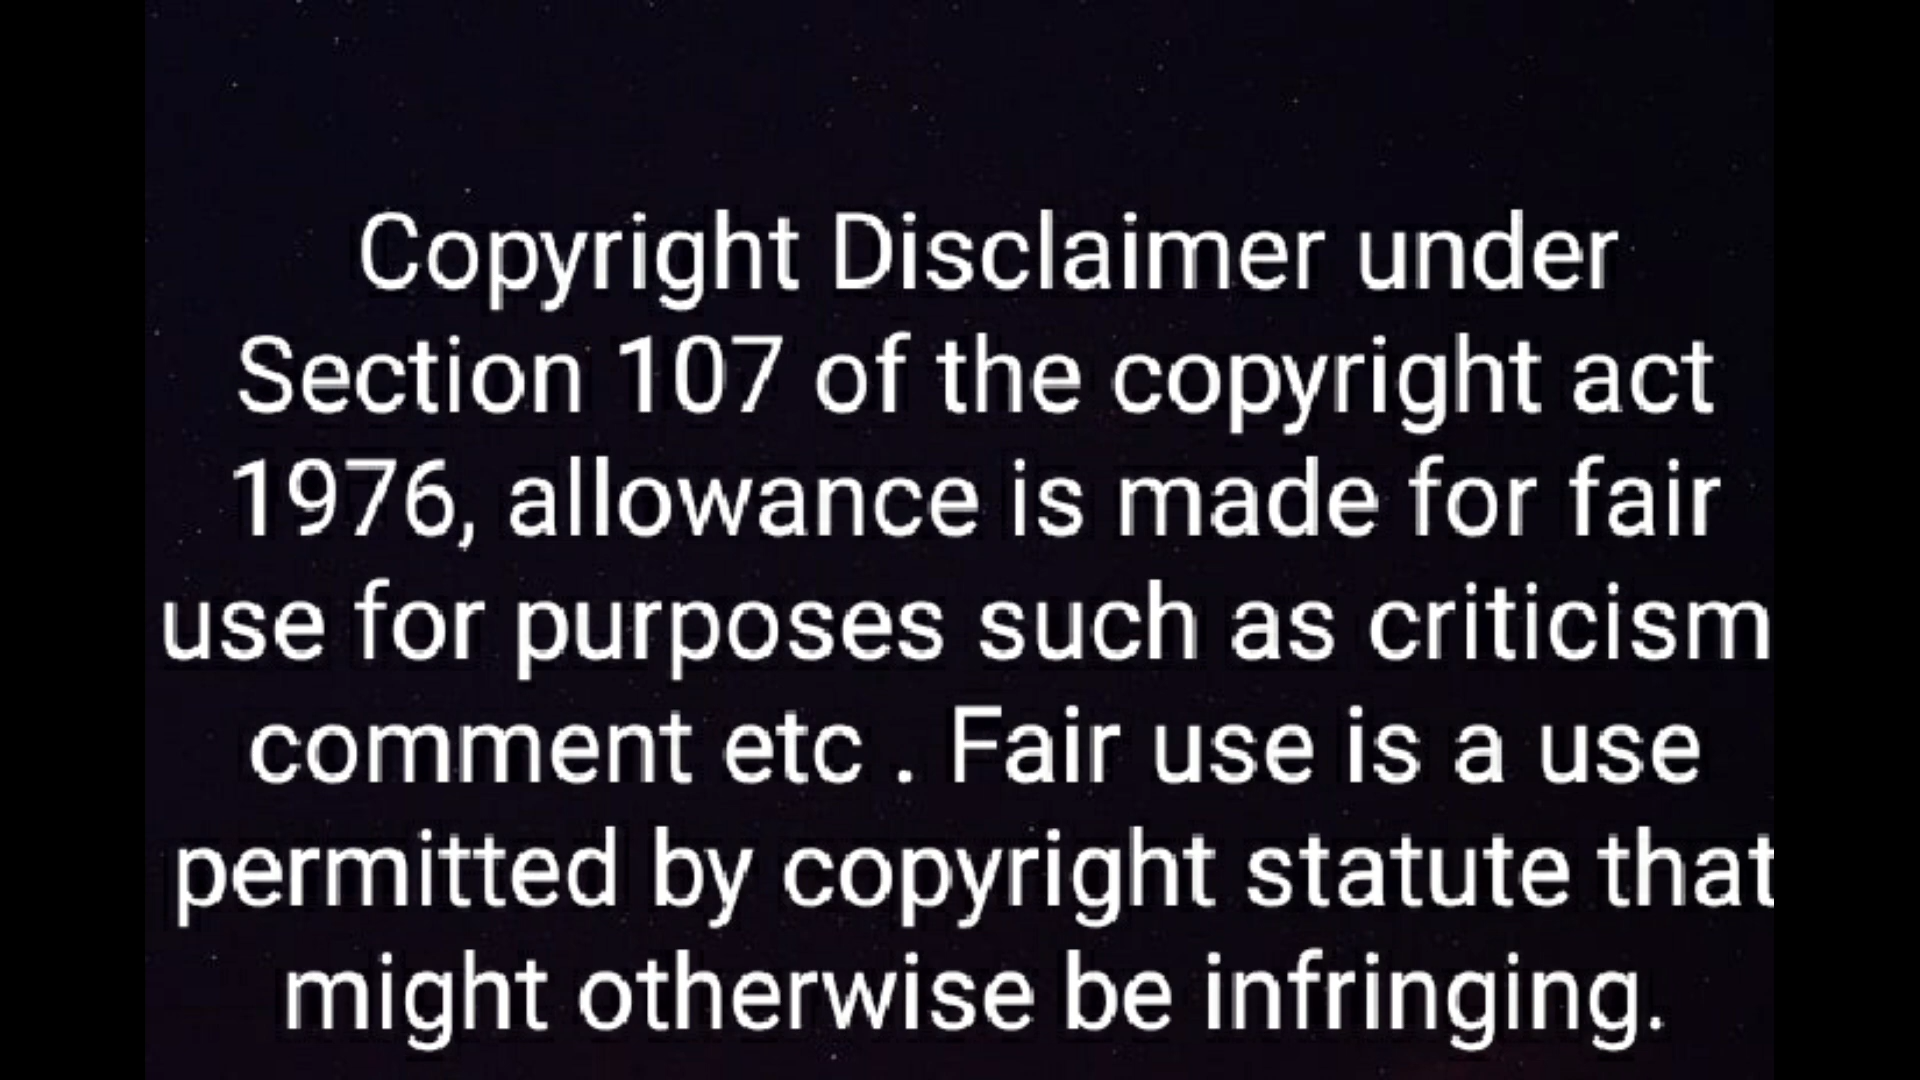 Copyright Disclaimer under
Section 107 of the copyright act
1976, allowance is made for fair
use for purposes such as criticism
comment etc . Fair use is a use
permitted by copyright statute that
might otherwise be infringing.